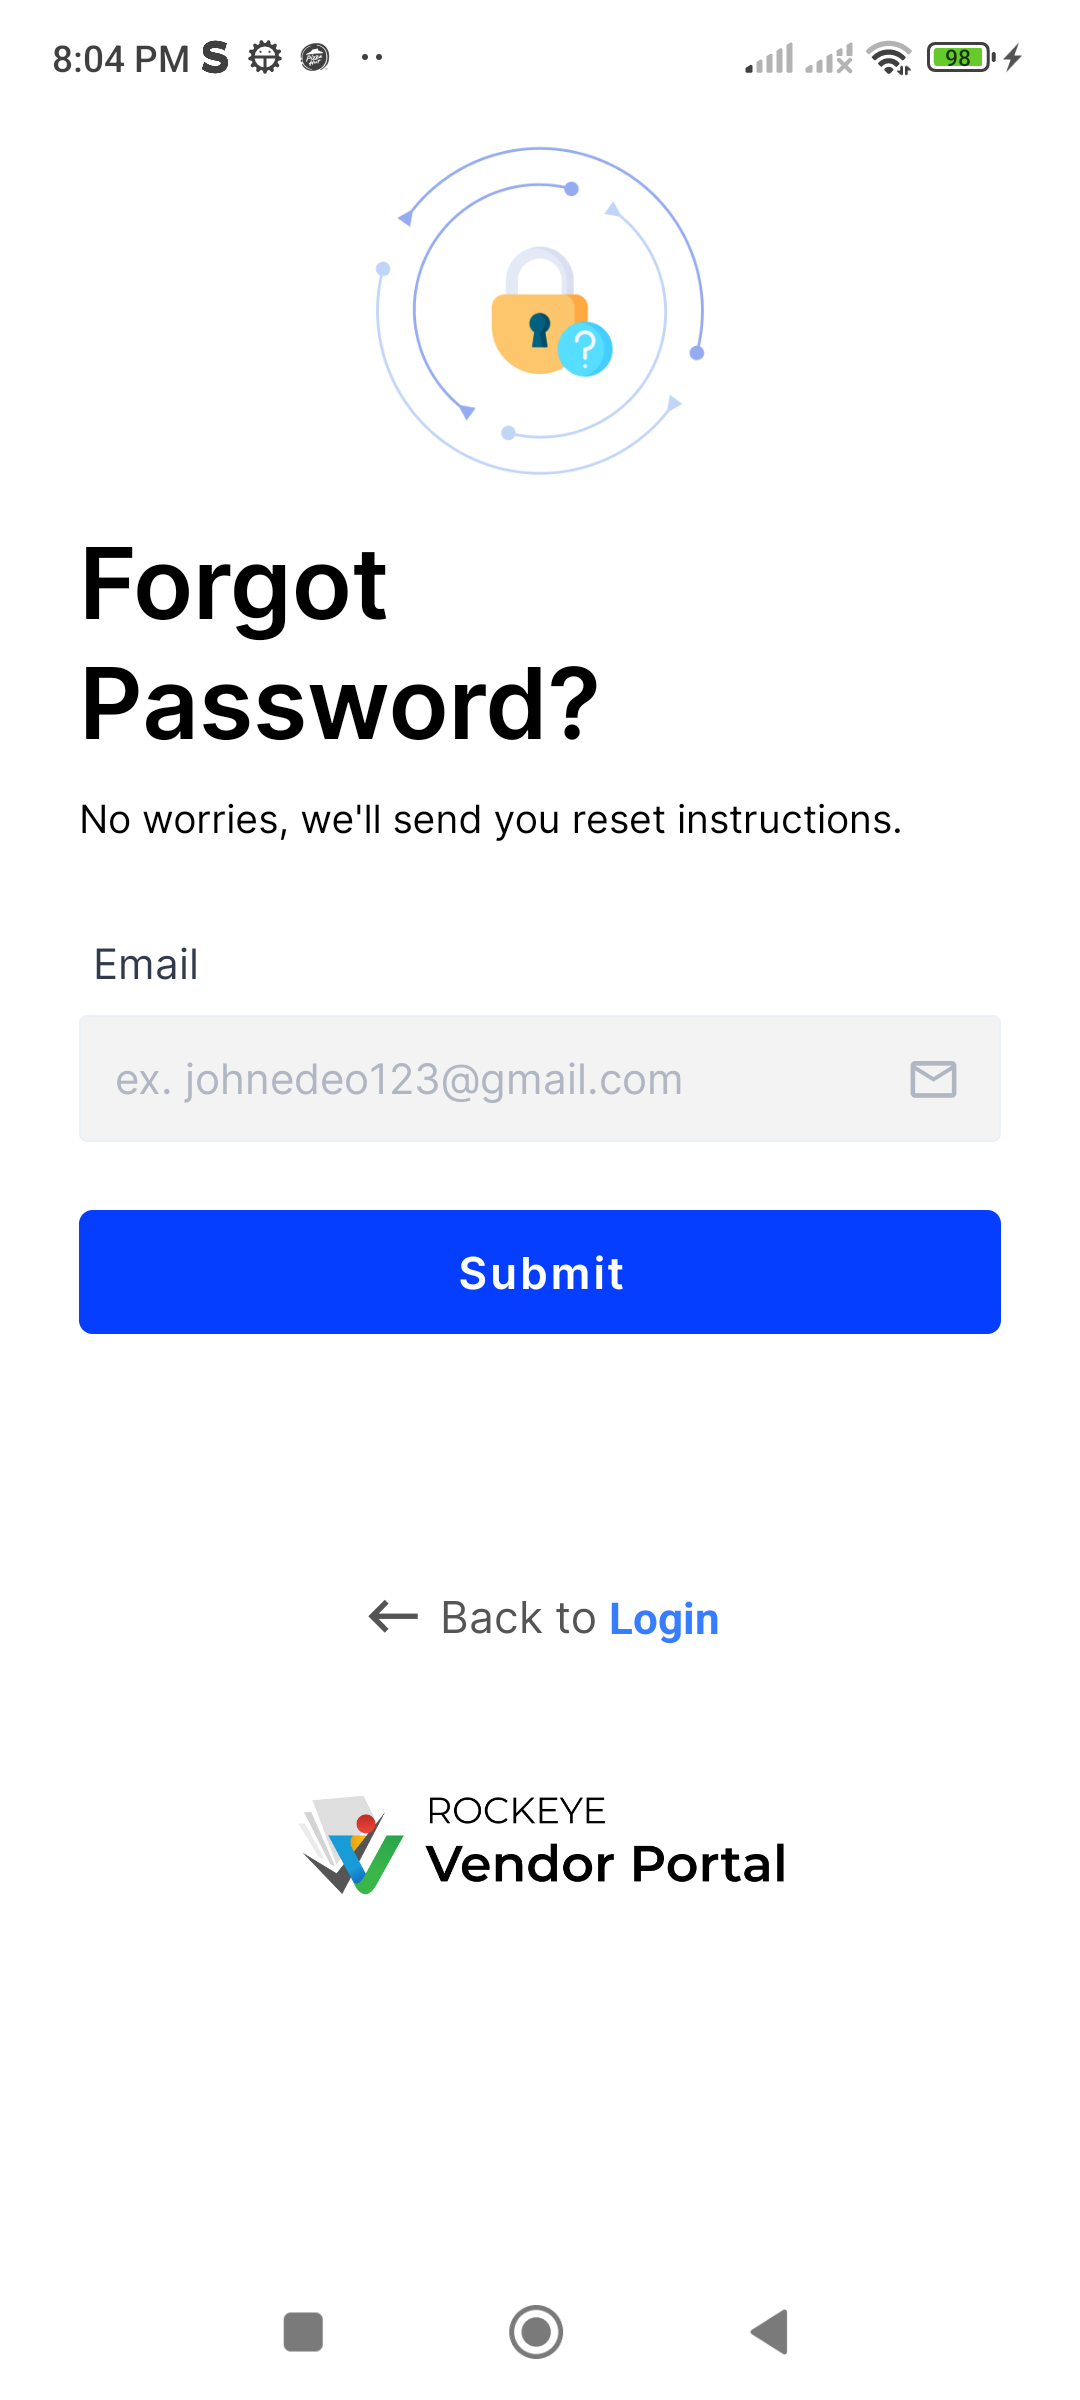 8:04 PM S 98
?
Forgot
Password?
No worries, we'll send you reset instructions.
Email
ex. johnedeo123@gmail.com
Submit
Back to Login
ROCKEYE
Vendor Portal